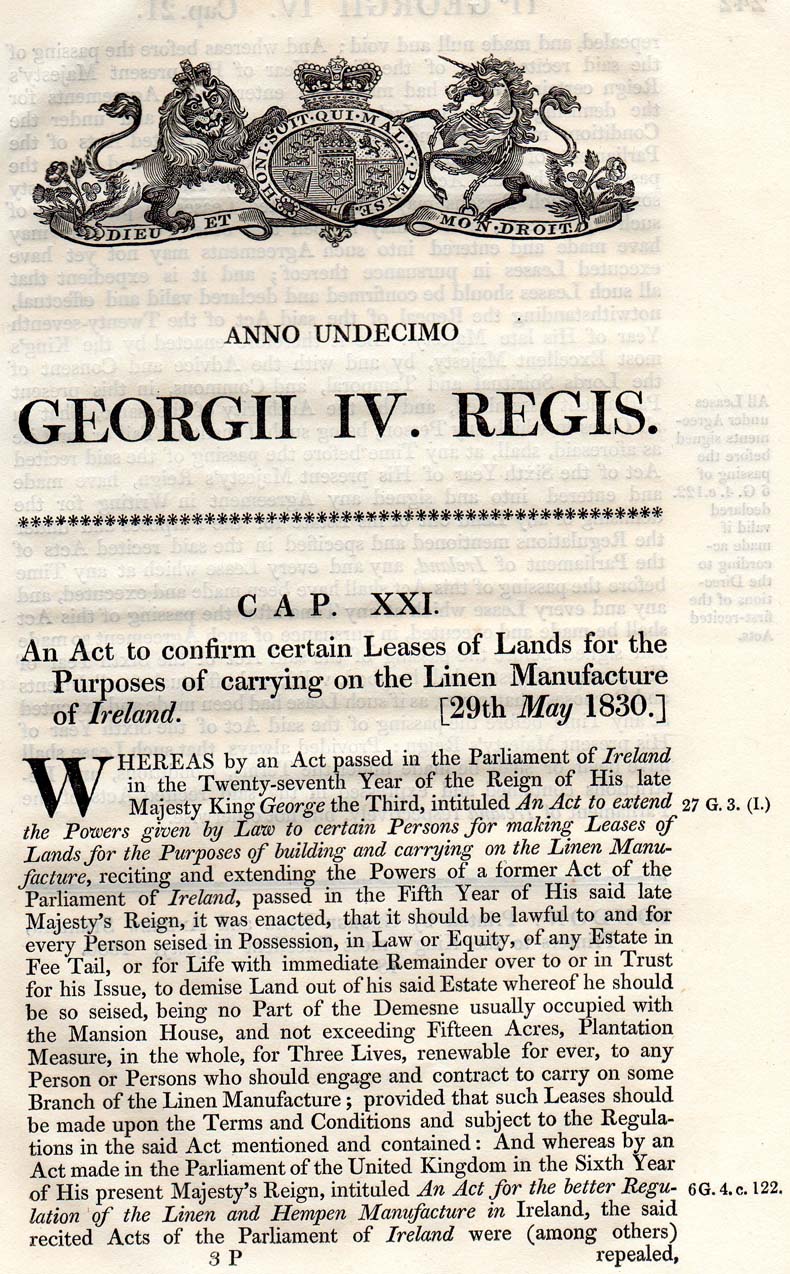 HONI·SOIT·QUI·MAL·Y·PENSE
DIEU ET MON·DROIT
ANNO UNDECIMO
GEORGII IV. REGIS.
************************************************
CAP. XXI.
An Act to confirm certain Leases of Lands for the
Purposes of carrying on the Linen Manufacture
of Ireland. [29th May 1830.]
WHEREAS by an Act passed in the Parliament of Ireland
in the Twenty-seventh Year of the Reign of His late
Majesty King George the Third, intituled An Act to extend 27 G. 3. (I.)
the Powers given by Law to certain Persons for making Leases of
Lands for the Purposes of building and carrying on the Linen Manu-
facture, reciting and extending the Powers of a former Act of the
Parliament of Ireland, passed in the Fifth Year of His said late
Majesty's Reign, it was enacted, that it should be lawful to and for
every Person seised in Possession, in Law or Equity, of any Estate in
Fee Tail, or for Life with immediate Remainder over to or in Trust
for his Issue, to demise Land out of his said Estate whereof he should
be so seised, being no Part of the Demesne usually occupied with
the Mansion House, and not exceeding Fifteen Acres, Plantation
Measure, in the whole, for Three Lives, renewable for ever, to any
Person or Persons who should engage and contract to carry on some
Branch of the Linen Manufacture; provided that such Leases should
be made upon the Terms and Conditions and subject to the Regula-
tions in the said Act mentioned and contained: And whereas by an
Act made in the Parliament of the United Kingdom in the Sixth Year
of His present Majesty's Reign, intituled An Act for the better Regu- 6 G. 4. c. 122.
lation of the Linen and Hempen Manufacture in Ireland, the said
recited Acts of the Parliament of Ireland were (among others)
3 P repealed,